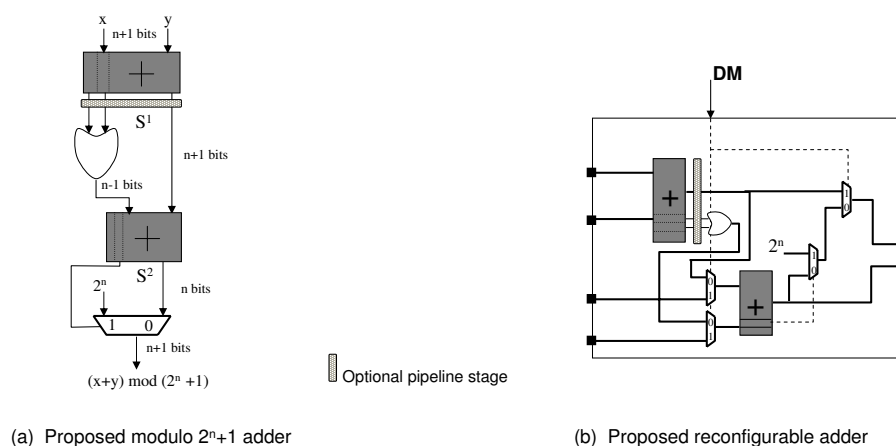 x y
n+1 bits
+
S¹
n+1 bits
n-1 bits
+
S²
2ⁿ
n bits
1 0
n+1 bits
(x+y) mod (2ⁿ +1)
Optional pipeline stage
(a) Proposed modulo 2ⁿ+1 adder
DM
+
1
0
2ⁿ
1
0
0
1
+
0
1
(b) Proposed reconfigurable adder